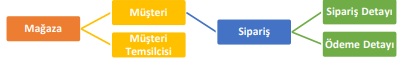 Mağaza
Müşteri
Müşteri
Temsilcisi
Sipariş
Sipariş Detayı
Ödeme Detayı